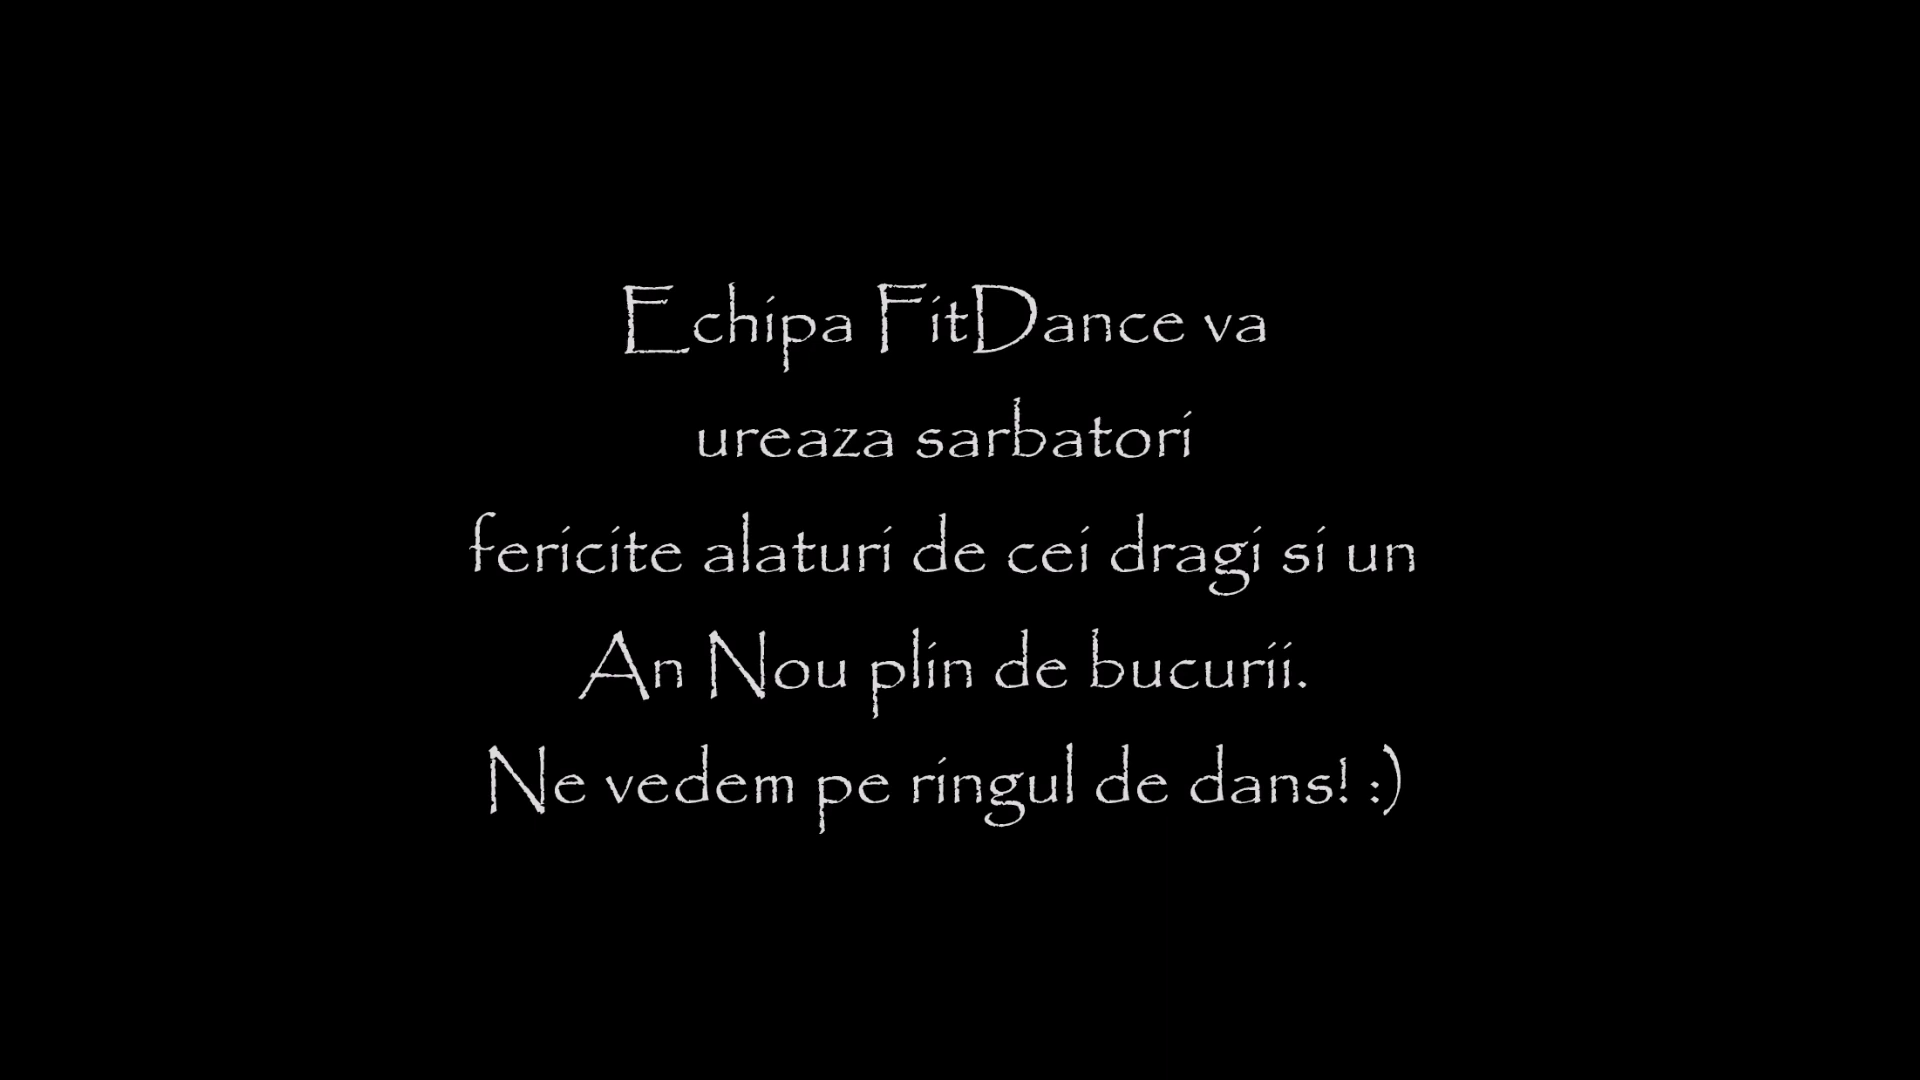 Echipa FitDance va
ureaza sarbatori
fericite alaturi de cei dragi si un
An Nou plin de bucurii.
Ne vedem pe ringul de dans! :)